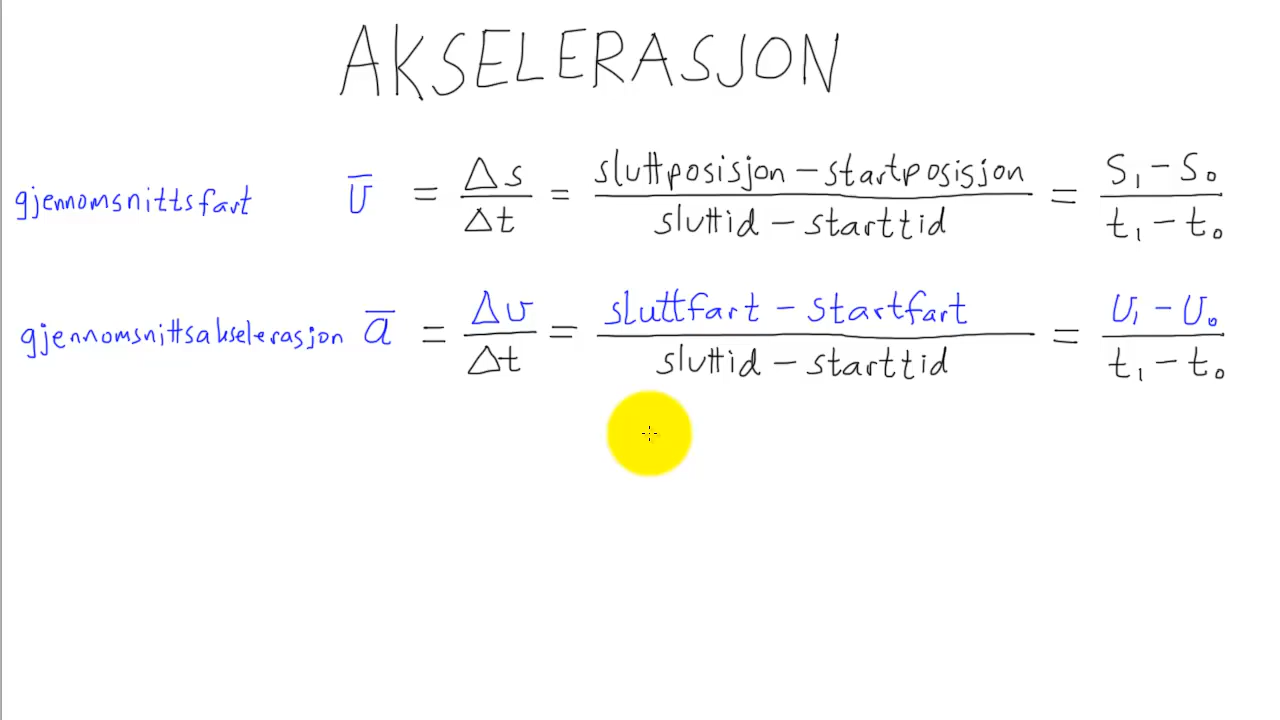 AKSELERASJON
gjennomsnittsfart v̅ = Δs/Δt = sluttposisjon - startposisjon / sluttid - starttid = S₁ - S₀ / t₁ - t₀
gjennomsnittsakselerasjon a̅ = Δv/Δt = sluttfart - startfart / sluttid - starttid = v₁ - v₀ / t₁ - t₀